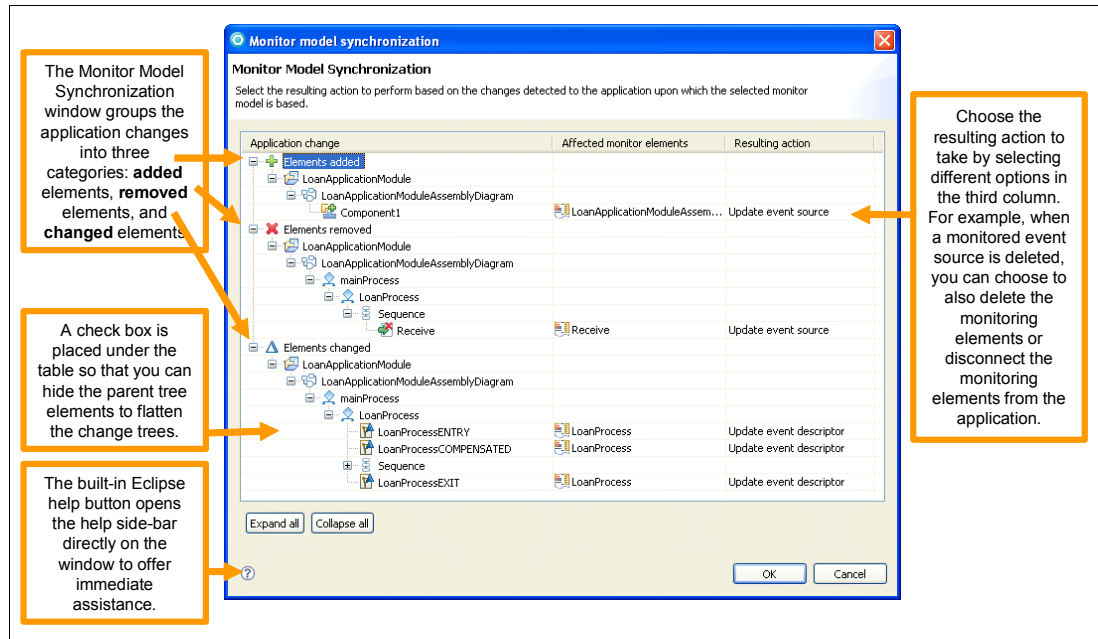 The Monitor Model
Synchronization
window groups the
application changes
into three
categories: added
elements, removed
elements, and
changed elements
A check box is
placed under the
table so that you can
hide the parent tree
elements to flatten
the change trees.
The built-in Eclipse
help button opens
the help side-bar
directly on the
window to offer
immediate
assistance.
Monitor model synchronization
Monitor Model Synchronization
Select the resulting action to perform based on the changes detected to the application upon which the selected monitor
model is based.
Application change Affected monitor elements Resulting action
Elements added
LoanApplicationModule
LoanApplicationModuleAssemblyDiagram
Component1 LoanApplicationModuleAssem... Update event source
Elements removed
LoanApplicationModule
LoanApplicationModuleAssemblyDiagram
mainProcess
LoanProcess
Sequence
Receive Receive Update event source
Elements changed
LoanApplicationModule
LoanApplicationModuleAssemblyDiagram
mainProcess
LoanProcess
LoanProcessENTRY LoanProcess Update event descriptor
LoanProcessCOMPENSATED LoanProcess Update event descriptor
Sequence
LoanProcessEXIT LoanProcess Update event descriptor
Expand all Collapse all
? OK Cancel
Choose the
resulting action to
take by selecting
different options in
the third column.
For example, when
a monitored event
source is deleted,
you can choose to
also delete the
monitoring
elements or
disconnect the
monitoring
elements from the
application.